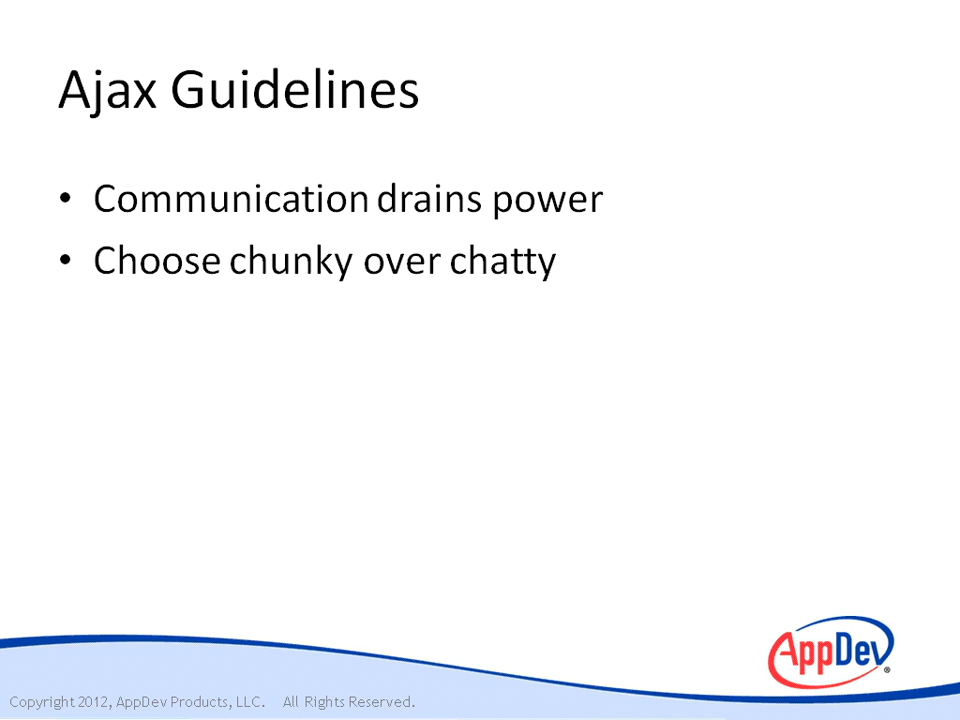 Ajax Guidelines
• Communication drains power
• Choose chunky over chatty
AppDev®
Copyright 2012, AppDev Products, LLC. All Rights Reserved.